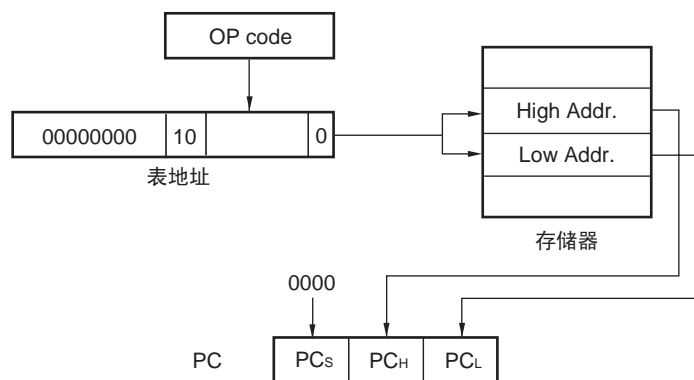 OP code
00000000 10 0
表地址
High Addr.
Low Addr.
存储器
0000
PC PCS PCH PCL